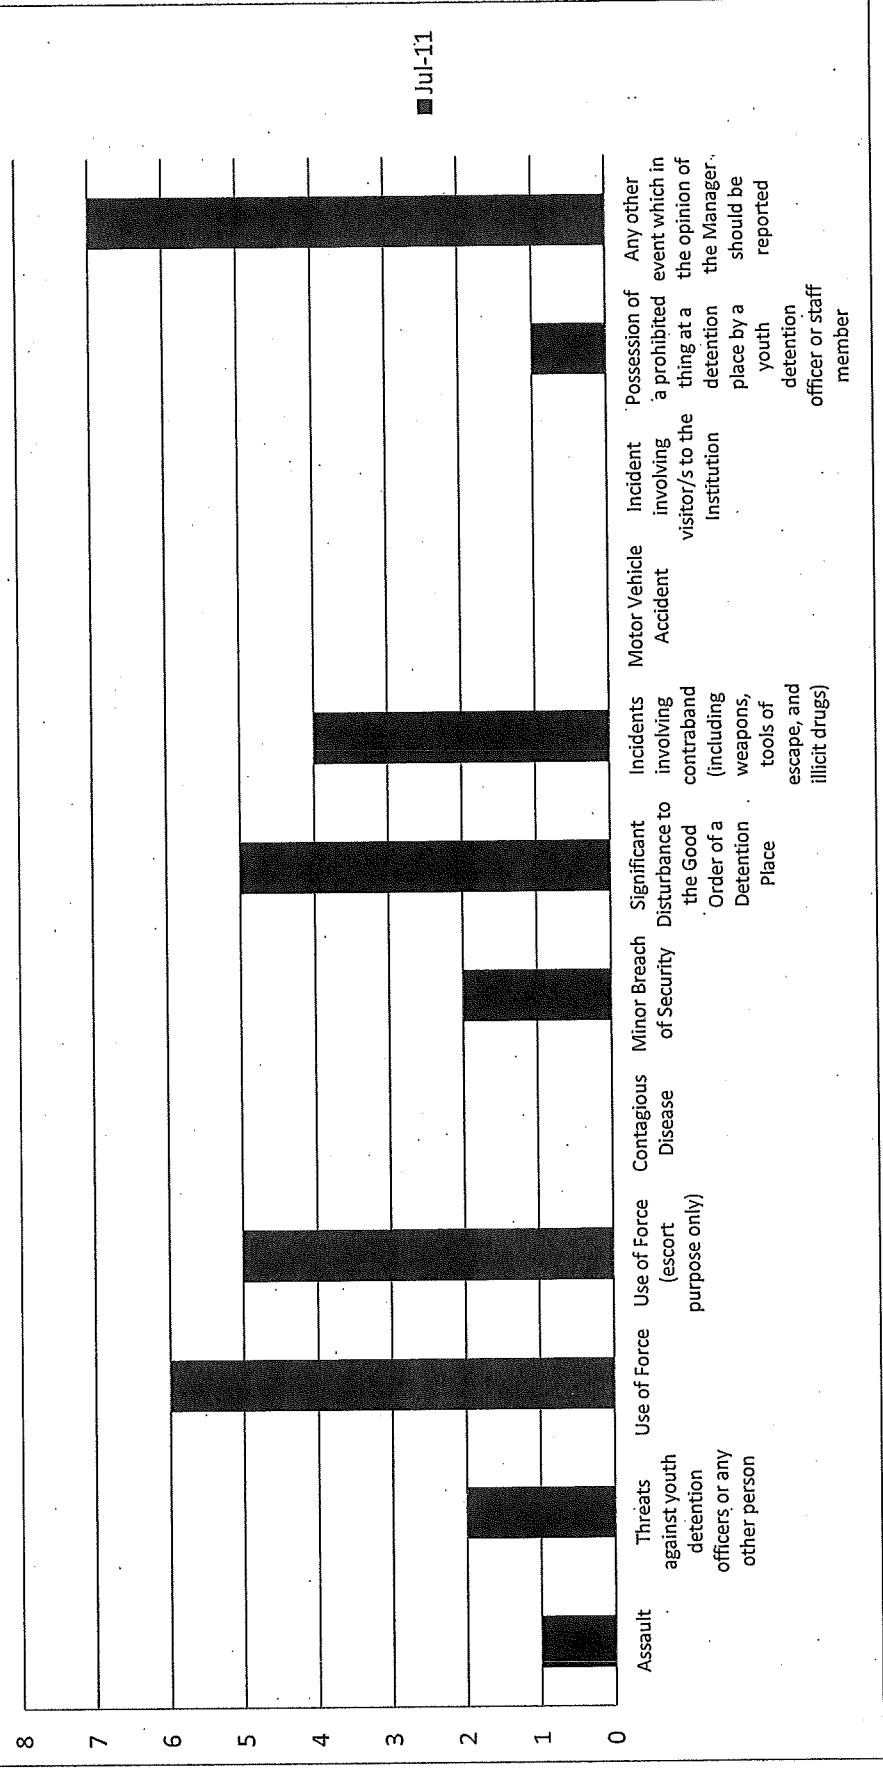 8
7
6
5
4
3
2
1
0
Assault
Threats
against youth
detention
officers or any
other person
Use of Force
Use of Force
(escort
purpose only)
Contagious
Disease
Minor Breach
of Security
Significant
Disturbance to
the Good
Order of a
Detention
Place
Incidents
involving
contraband
(including
weapons,
tools of
escape, and
illicit drugs)
Motor Vehicle
Accident
Incident
involving
visitor/s to the
Institution
Possession of
a prohibited
thing at a
detention
place by a
youth
detention
officer or staff
member
Any other
event which in
the opinion of
the Manager
should be
reported
Jul-11